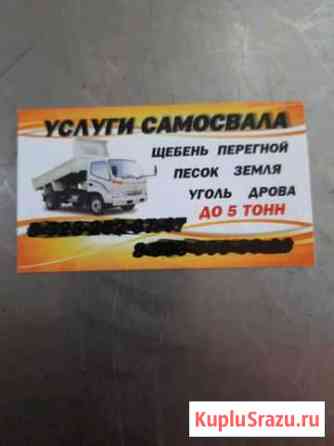 УСЛУГИ САМОСВАЛА
ЩЕБЕНЬ ПЕРЕГНОЙ
ПЕСОК ЗЕМЛЯ
УГОЛЬ ДРОВА
ДО 5 ТОНН
KupluSrazu.ru